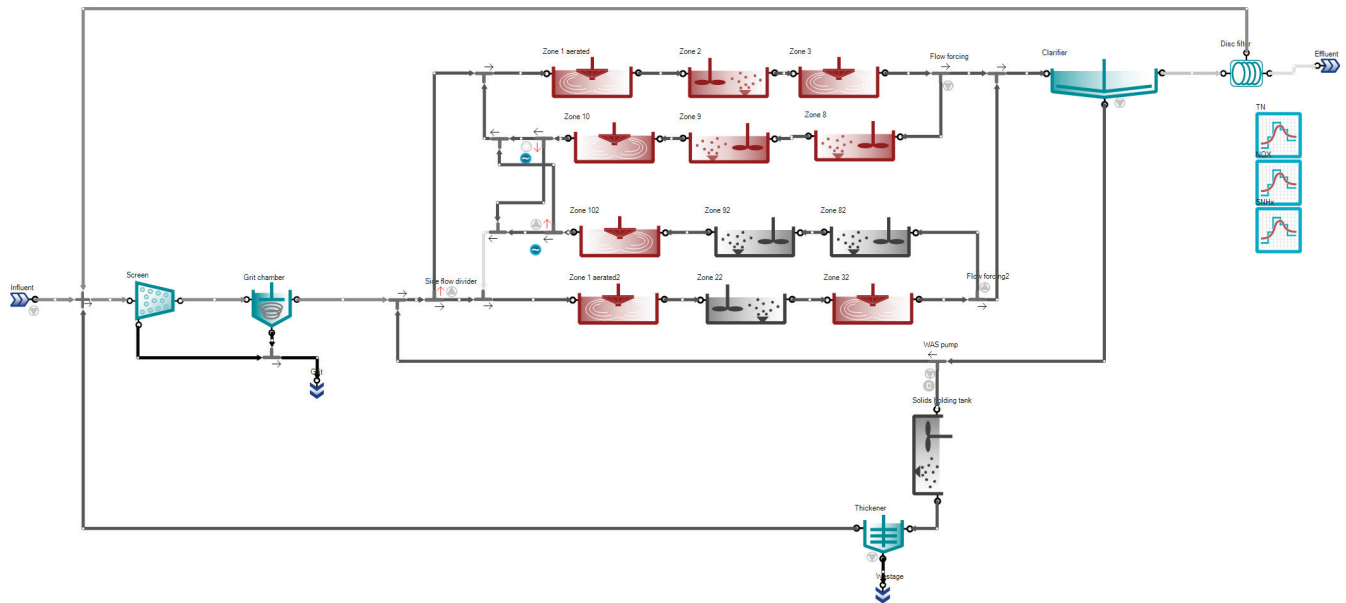 Zone 1 aerated
Zone 2
Zone 3
Flow forcing
Clarifier
Disc filter
Effluent
TN
Zone 10
Zone 9
Zone 8
NOX
SNHx
Zone 102
Zone 92
Zone 82
Influent
Screen
Grit chamber
Side flow divider
Zone 1 aerated2
Zone 22
Zone 32
Flow forcing2
WAS pump
C
Grit
Solids holding tank
Thickener
Wastage